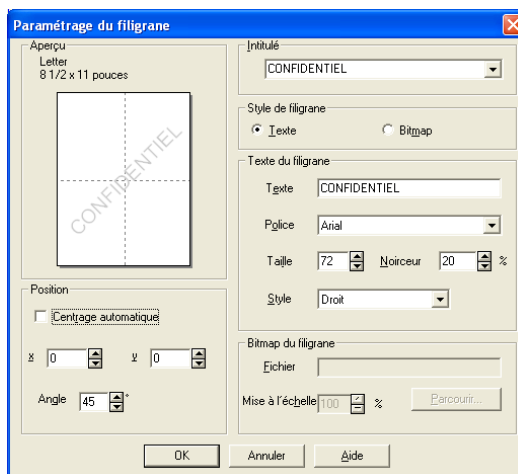 Paramétrage du filigrane
Aperçu
Letter
8 1/2 x 11 pouces
CONFIDENTIEL
Position
Centrage automatique
x 0 y 0
Angle 45 °
Intitulé
CONFIDENTIEL
Style de filigrane
Texte Bitmap
Texte du filigrane
Texte CONFIDENTIEL
Police Arial
Taille 72 Noirceur 20 %
Style Droit
Bitmap du filigrane
Fichier
Mise à l'échelle 100 % Parcourir...
OK Annuler Aide